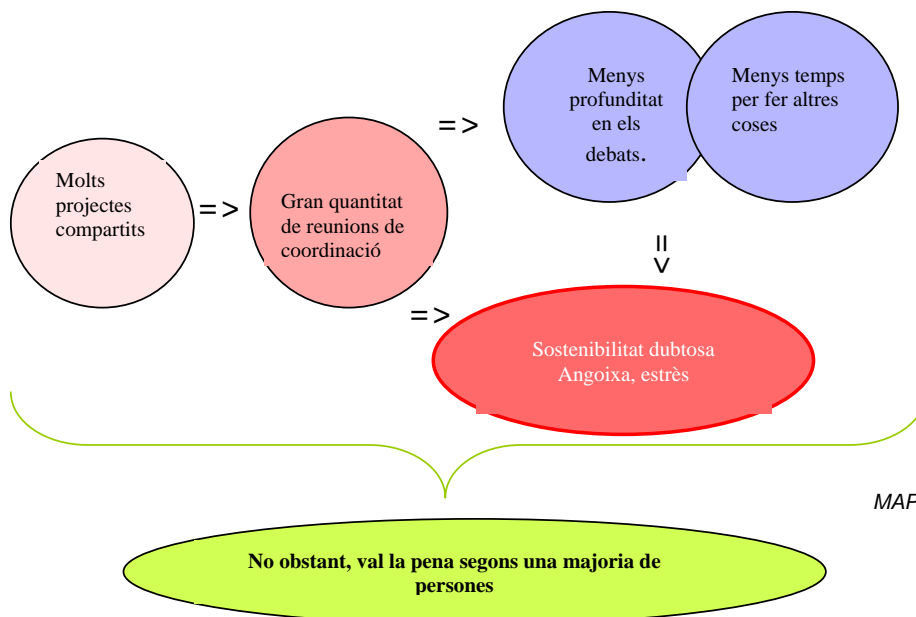 Molts
projectes
compartits
=>
Gran quantitat
de reunions de
coordinació
=>
Menys
profunditat
en els
debats.
Menys temps
per fer altres
coses
=>
=>
Sostenibilitat dubtosa
Angoixa, estrès
MAP
No obstant, val la pena segons una majoria de
persones